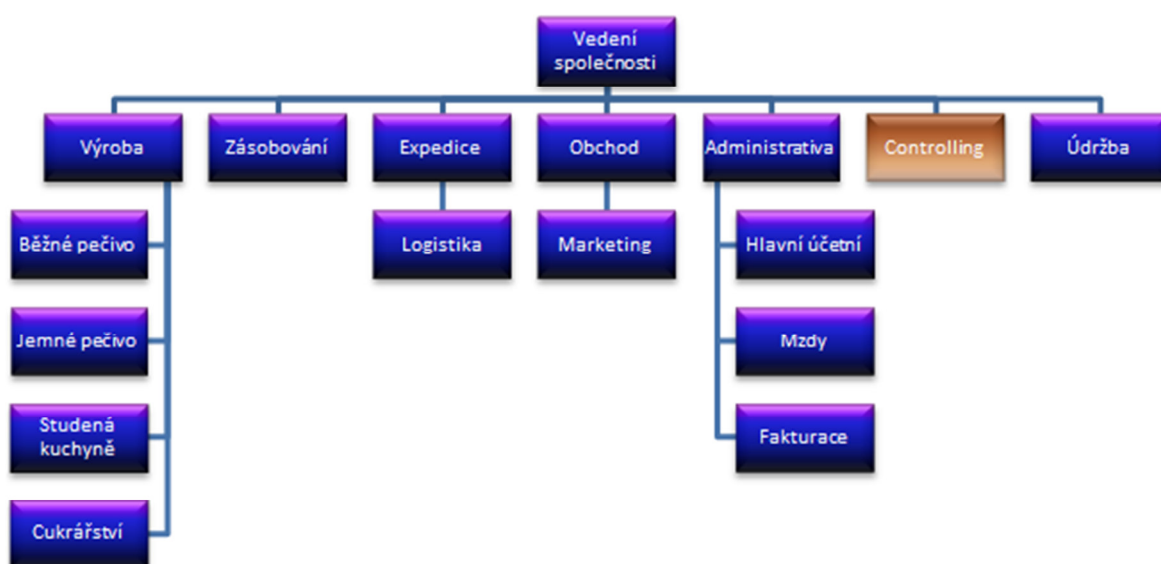 Vedení
společnosti
Výroba
Zásobování
Expedice
Obchod
Administrativa
Controlling
Údržba
Běžné pečivo
Logistika
Marketing
Hlavní účetní
Jemné pečivo
Mzdy
Studená
kuchyně
Fakturace
Cukrářství